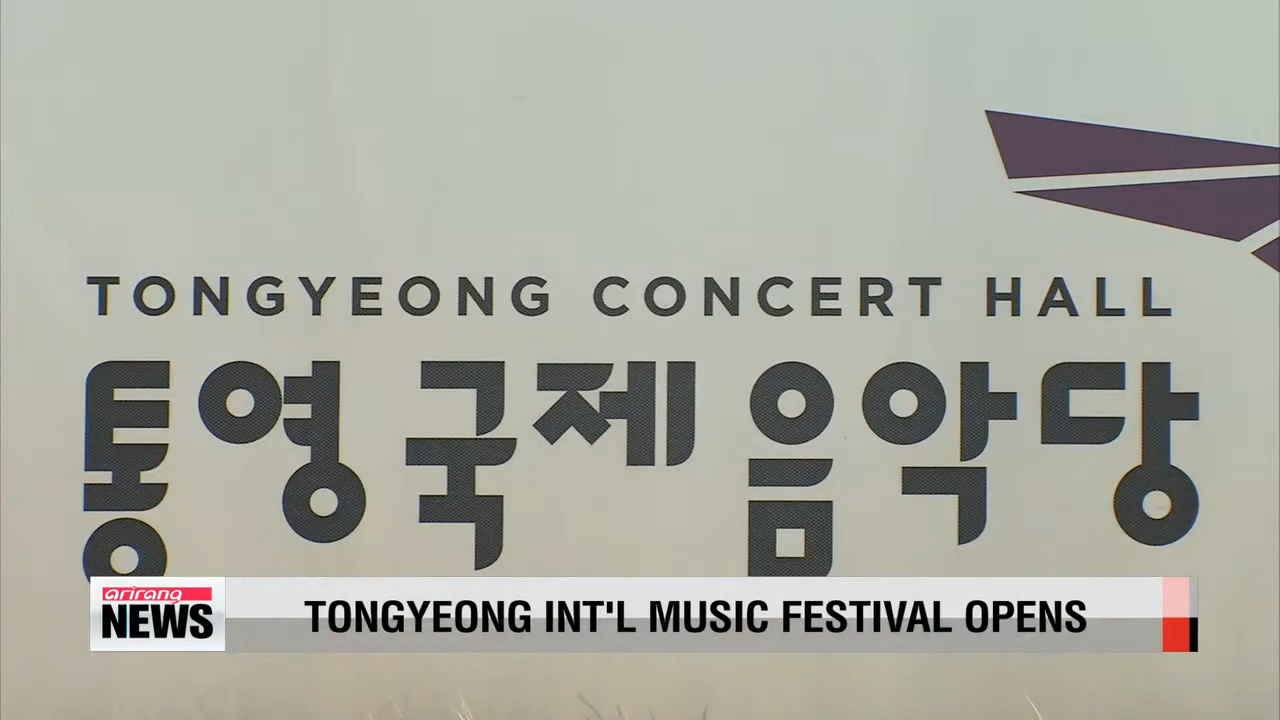 TONGYEONG CONCERT HALL
통영국제음악당
arirang
NEWS
TONGYEONG INT'L MUSIC FESTIVAL OPENS